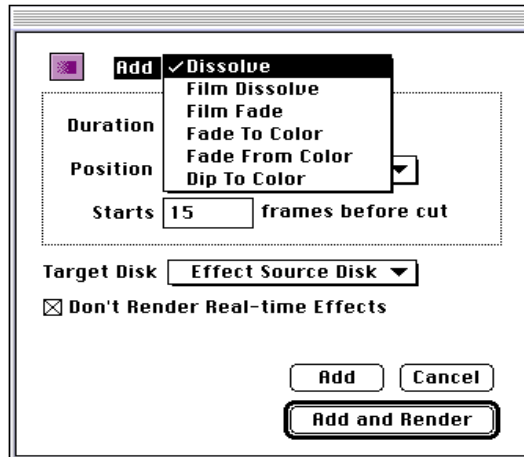 Add ✓Dissolve
Film Dissolve
Film Fade
Duration
Fade To Color
Fade From Color
Position
Dip To Color
Starts 15 frames before cut
Target Disk Effect Source Disk
Don't Render Real-time Effects
Add Cancel
Add and Render